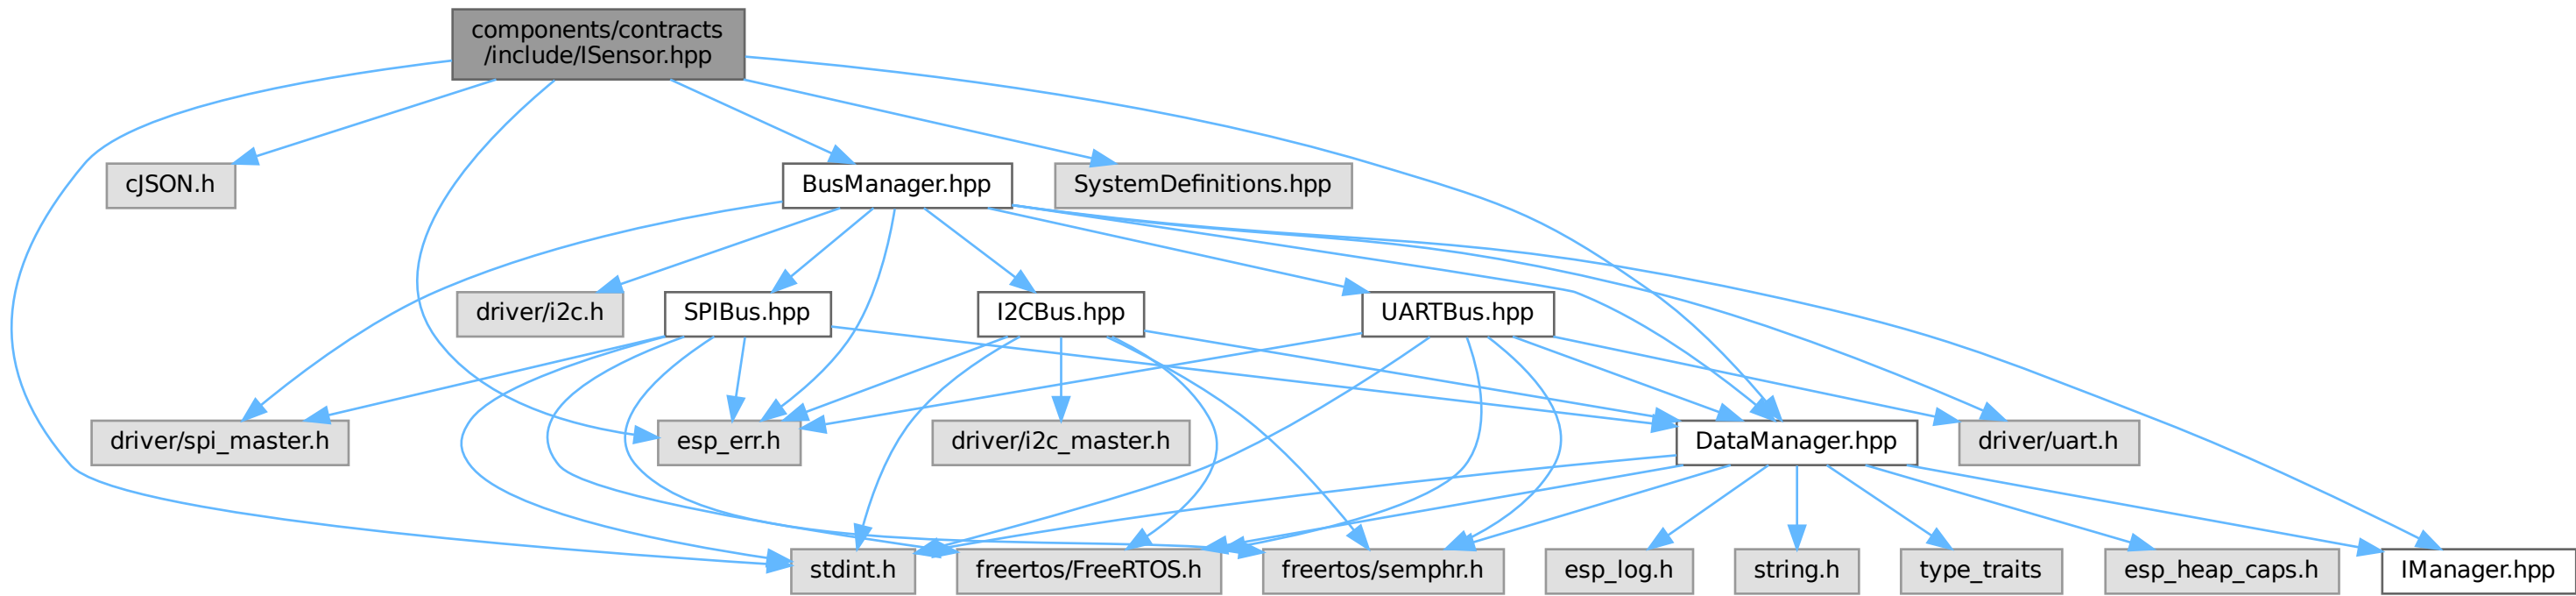 components/contracts
/include/ISensor.hpp
cJSON.h
BusManager.hpp
SystemDefinitions.hpp
driver/i2c.h
SPIBus.hpp
I2CBus.hpp
UARTBus.hpp
driver/spi_master.h
esp_err.h
driver/i2c_master.h
DataManager.hpp
driver/uart.h
stdint.h
freertos/FreeRTOS.h
freertos/semphr.h
esp_log.h
string.h
type_traits
esp_heap_caps.h
IManager.hpp